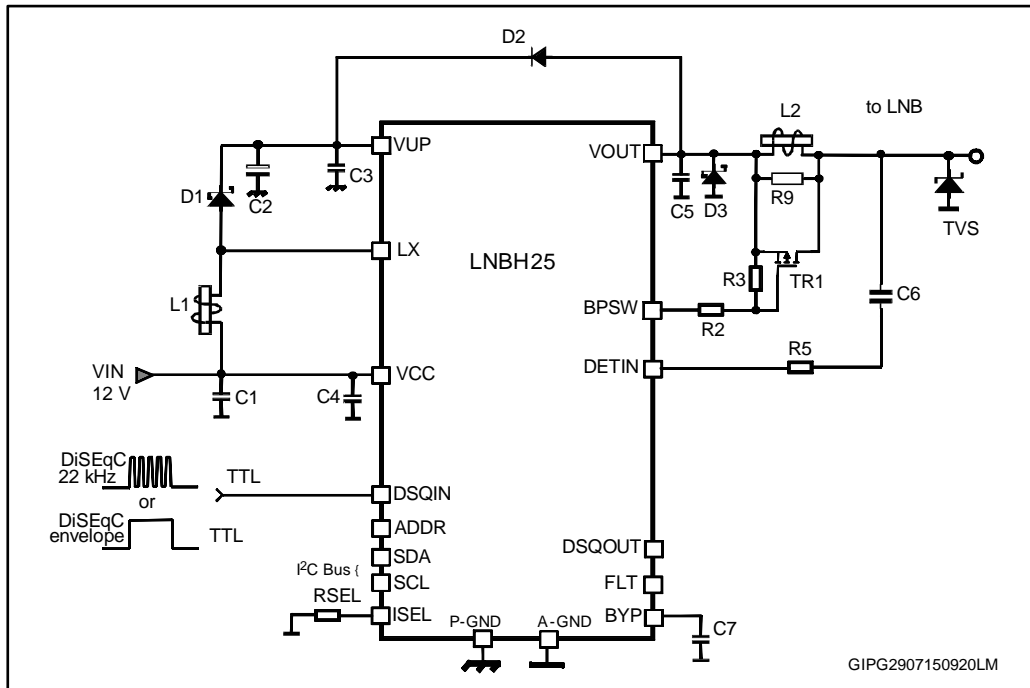 D2
L2
to LNB
VUP
VOUT
C3
D1
C2
C5
D3
R9
TVS
LX
LNBH25
R3
TR1
C6
L1
BPSW
R2
VIN
12 V
VCC
DETIN
R5
C1
C4
DiSEqC
22 kHz
TTL
or
DSQIN
DiSEqC
envelope
TTL
ADDR
SDA
DSQOUT
I²C Bus {
SCL
FLT
RSEL
ISEL
BYP
P-GND
A-GND
C7
GIPG2907150920LM